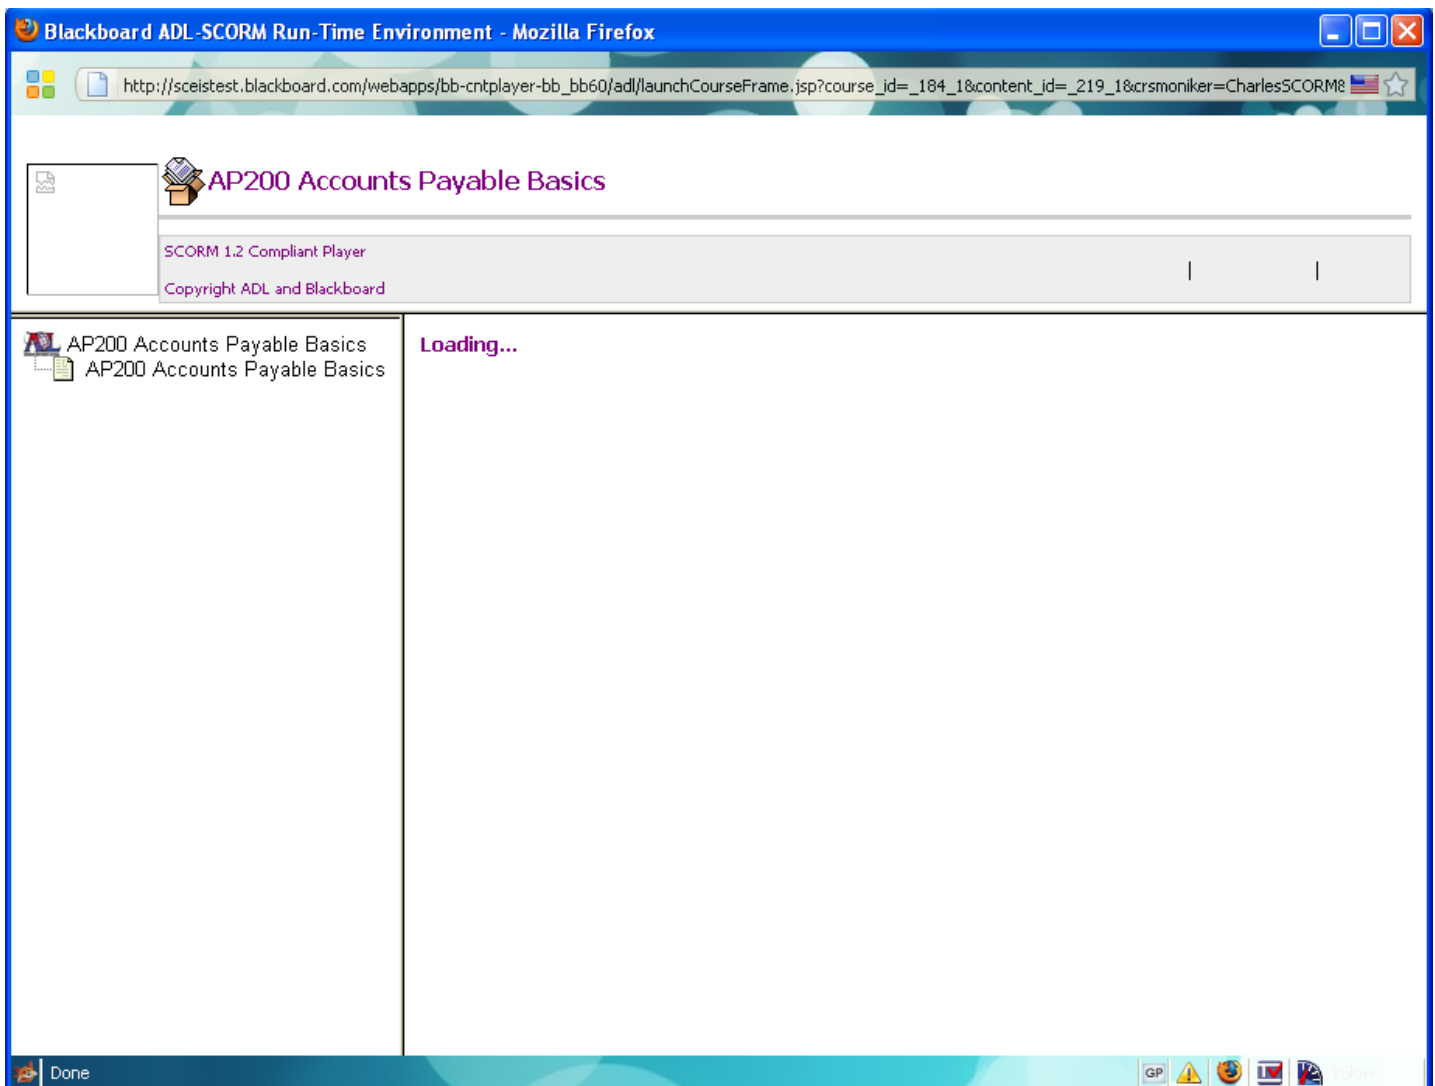 Blackboard ADL-SCORM Run-Time Environment - Mozilla Firefox
http://sceistest.blackboard.com/webapps/bb-cntplayer-bb_bb60/adl/launchCourseFrame.jsp?course_id=_184_1&content_id=_219_1&crsmoniker=CharlesSCORM&
AP200 Accounts Payable Basics
SCORM 1.2 Compliant Player
| |
Copyright ADL and Blackboard
AP200 Accounts Payable Basics
AP200 Accounts Payable Basics
Loading...
Done
GP
YSlow